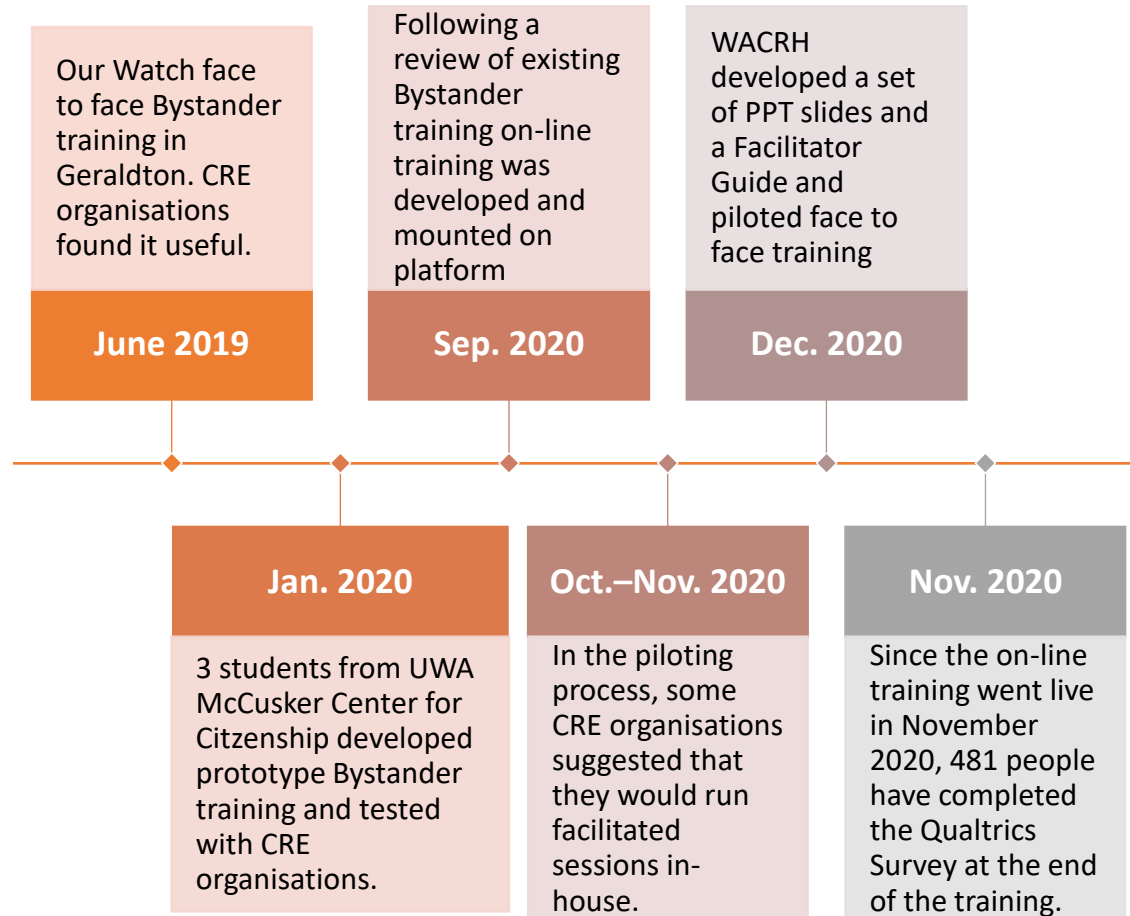 Our Watch face
to face Bystander
training in
Geraldton. CRE
organisations
found it useful.
June 2019
Following a
review of existing
Bystander
training on-line
training was
developed and
mounted on
platform
Sep. 2020
WACRH
developed a set
of PPT slides and
a Facilitator
Guide and
piloted face to
face training
Dec. 2020
Jan. 2020
3 students from UWA
McCusker Center for
Citzenship developed
prototype Bystander
training and tested
with CRE
organisations.
Oct.–Nov. 2020
In the piloting
process, some
CRE organisations
suggested that
they would run
facilitated
sessions in-
house.
Nov. 2020
Since the on-line
training went live
in November
2020, 481 people
have completed
the Qualtrics
Survey at the end
of the training.